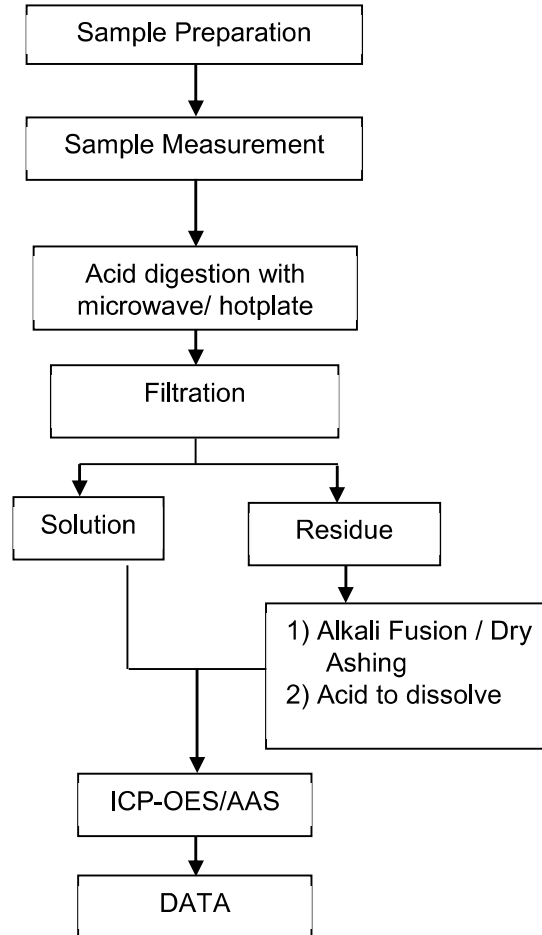 Sample Preparation
Sample Measurement
Acid digestion with
microwave/ hotplate
Filtration
Solution
Residue
1) Alkali Fusion / Dry
Ashing
2) Acid to dissolve
ICP-OES/AAS
DATA